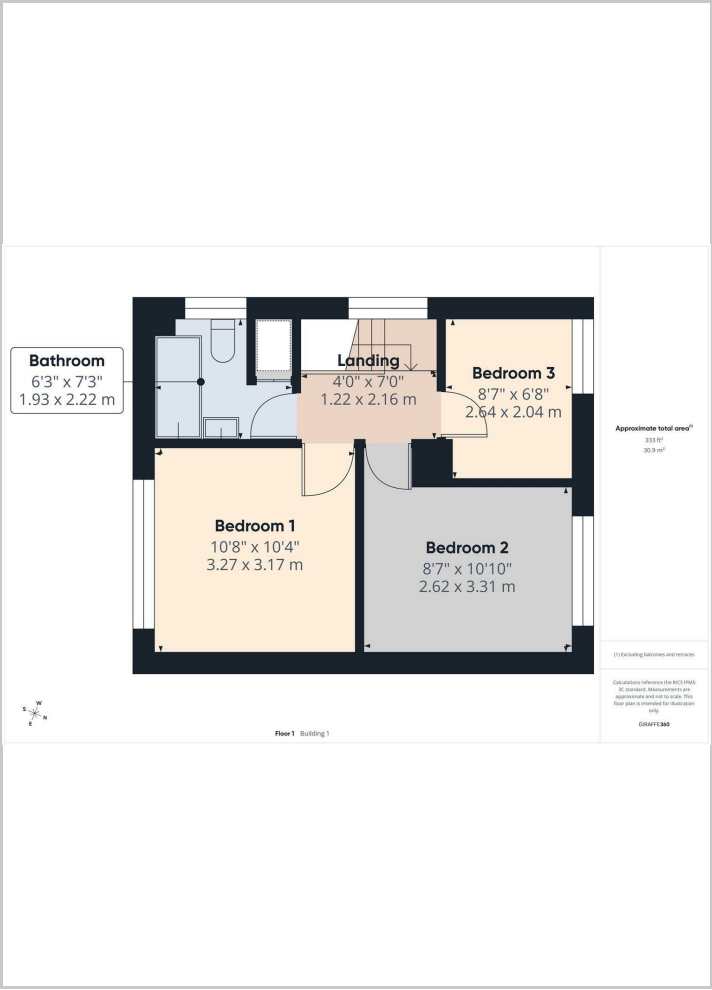 Bathroom
6'3" x 7'3"
1.93 x 2.22 m
Landing
4'0" x 7'0"
1.22 x 2.16 m
Bedroom 3
8'7" x 6'8"
2.64 x 2.04 m
Bedroom 1
10'8" x 10'4"
3.27 x 3.17 m
Bedroom 2
8'7" x 10'10"
2.62 x 3.31 m
Approximate total area⁽¹⁾
333 ft²
30.9 m²
(1) Excluding balconies and terraces
Calculations reference the RICS IPMS
3C standard. Measurements are
approximate and not to scale. This
floor plan is intended for illustration
only.
GIRAFFE360
W
S
N
E
Floor 1 Building 1